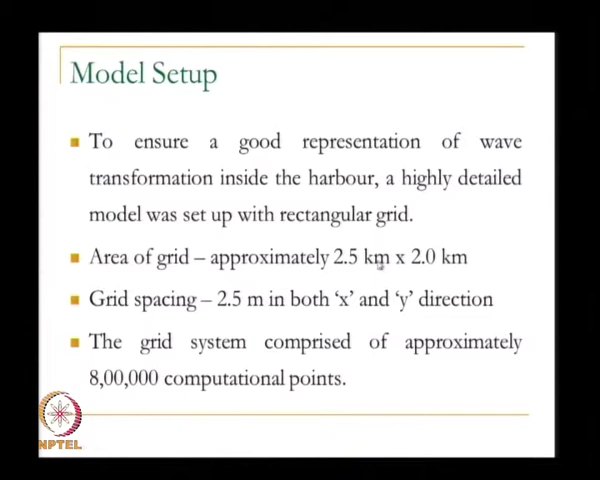 Model Setup
To ensure a good representation of wave
transformation inside the harbour, a highly detailed
model was set up with rectangular grid.
Area of grid – approximately 2.5 km x 2.0 km
Grid spacing – 2.5 m in both ‘x’ and ‘y’ direction
The grid system comprised of approximately
8,00,000 computational points.
NPTEL